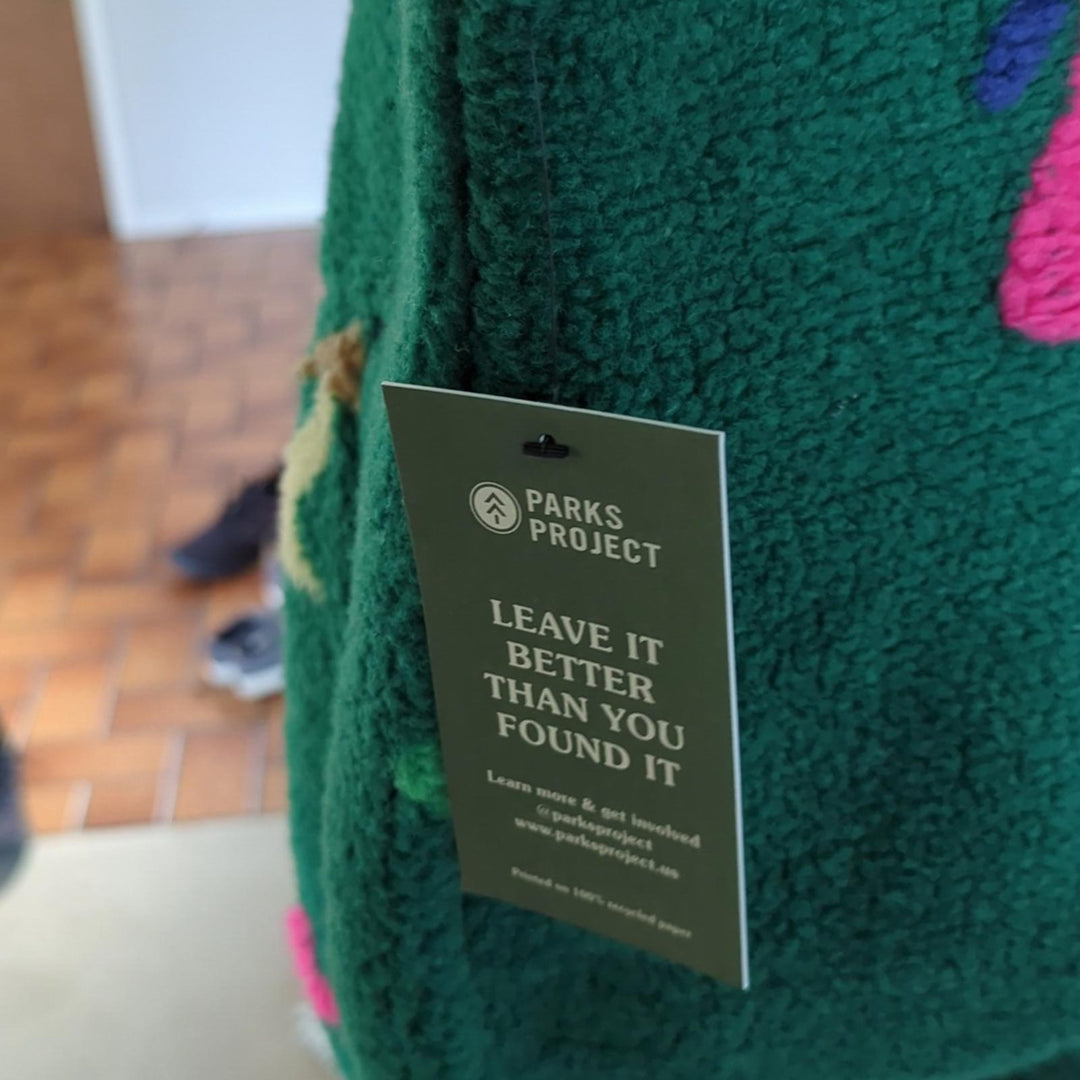 PARKS
PROJECT
LEAVE IT
BETTER
THAN YOU
FOUND IT
Learn more & get involved
@parksproject
www.parksproject.us
Printed on 100% recycled paper